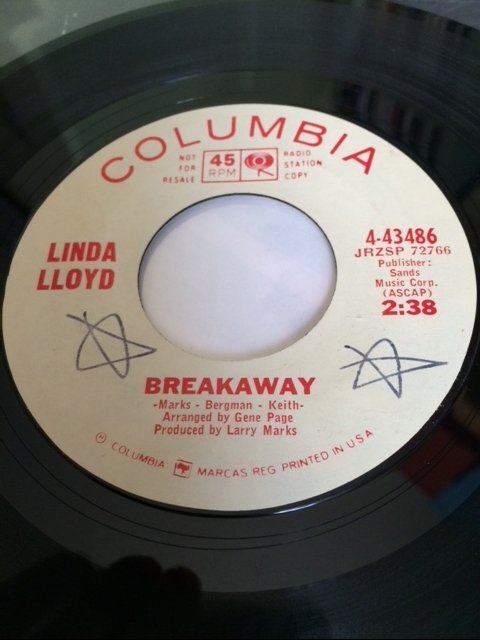 COLUMBIA
NOT
FOR
RESALE
45
RPM
RADIO
STATION
COPY
LINDA
LLOYD
4-43486
JRZSP 72766
Publisher:
Sands
Music Corp.
(ASCAP)
2:38
BREAKAWAY
-Marks - Bergman - Keith-
Arranged by Gene Page
Produced by Larry Marks
℗ COLUMBIA MARCAS REG PRINTED IN USA